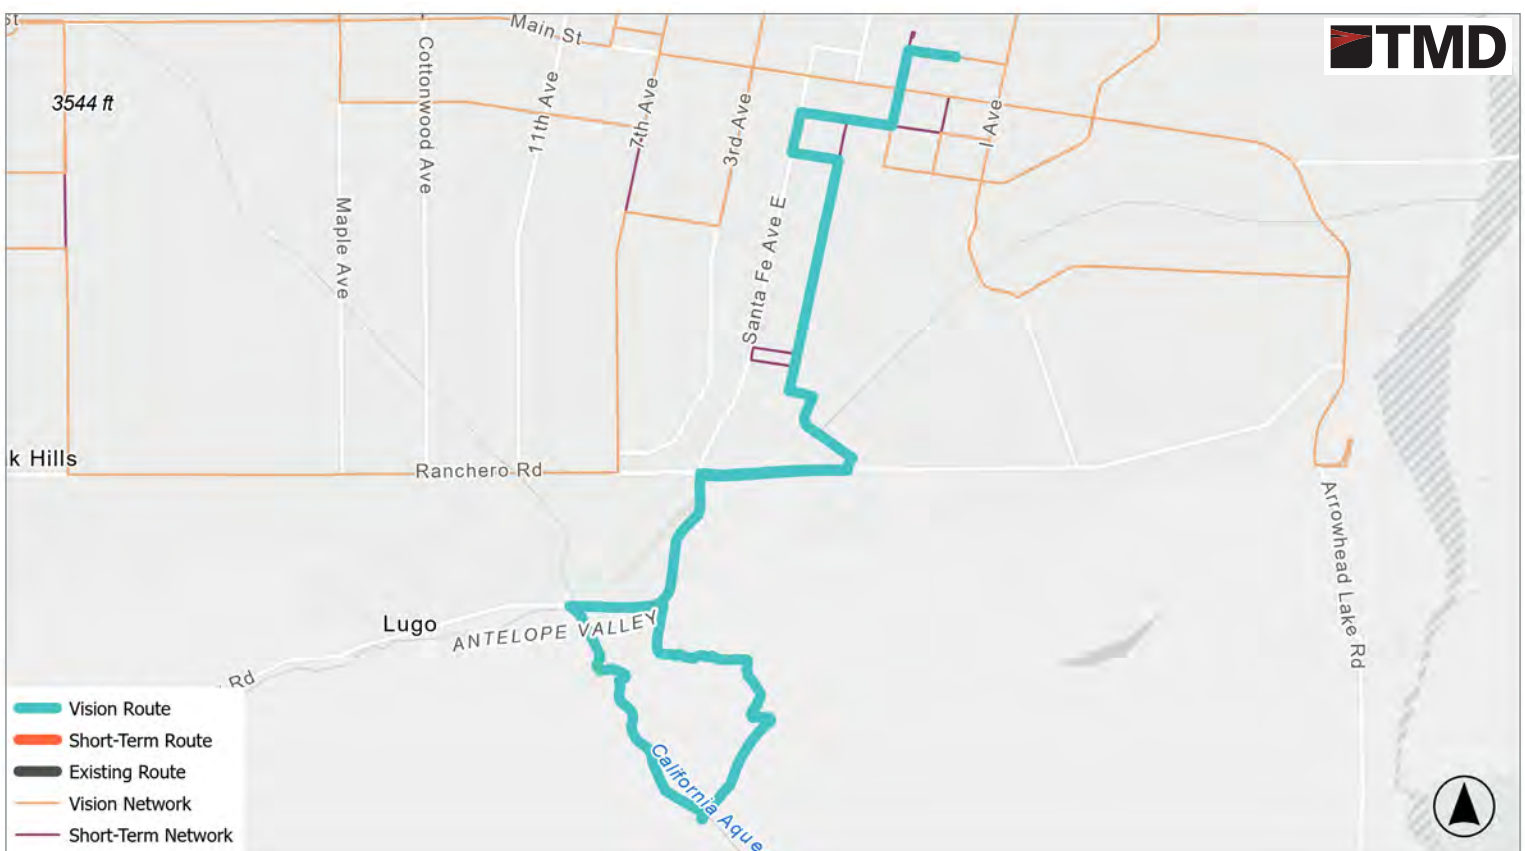 st
Main St
TMD
3544 ft
Cottonwood Ave
11th Ave
7th Ave
3rd Ave
I Ave
Maple Ave
Santa Fe Ave E
k Hills
Ranchero Rd
Arrowhead Lake Rd
Lugo
ANTELOPE VALLEY
Rd
California Aque
Vision Route
Short-Term Route
Existing Route
Vision Network
Short-Term Network